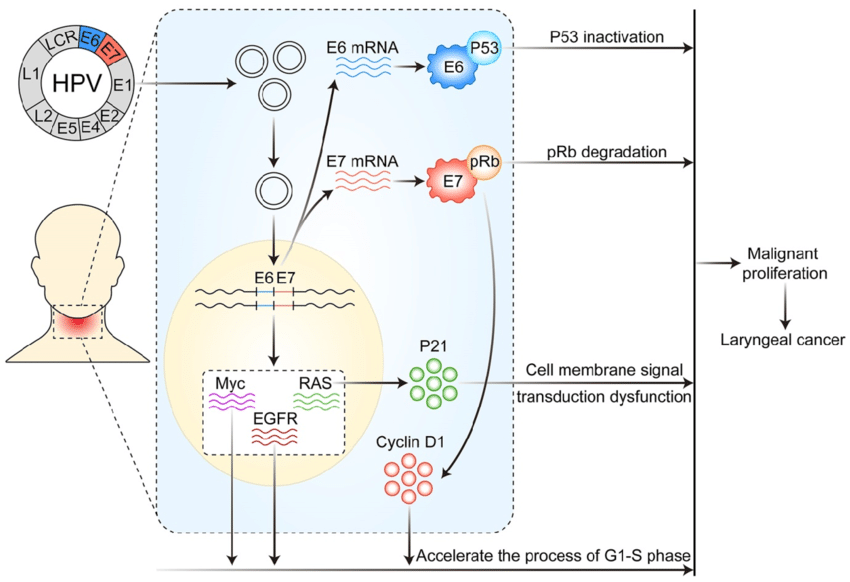 LCR
E6
E7
L1
HPV
E1
L2
E5
E4
E2
E6 mRNA
P53
E6
P53 inactivation
E7 mRNA
pRb
E7
pRb degradation
E6 E7
Malignant
proliferation
Laryngeal cancer
P21
Myc
RAS
EGFR
Cell membrane signal
transduction dysfunction
Cyclin D1
Accelerate the process of G1-S phase